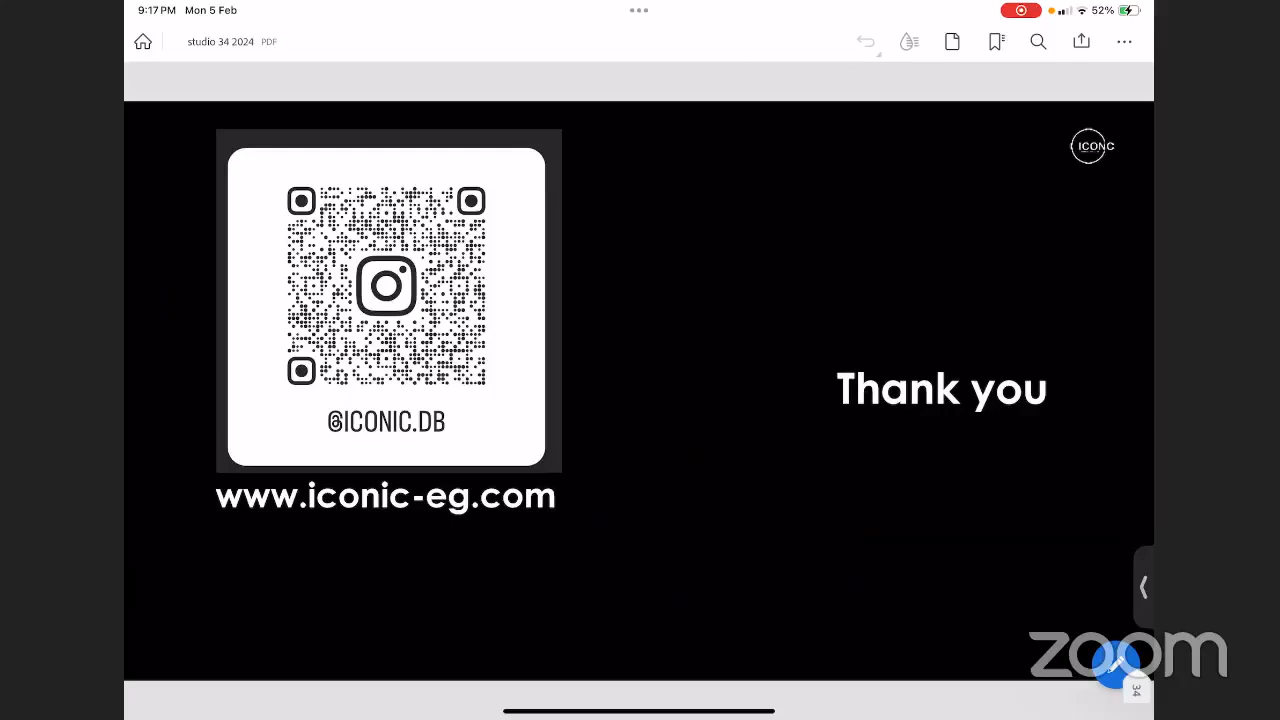 9:17 PM Mon 5 Feb
52%
studio 34 2024 PDF
ICONC
@ICONIC.DB
www.iconic-eg.com
Thank you
zoom
34